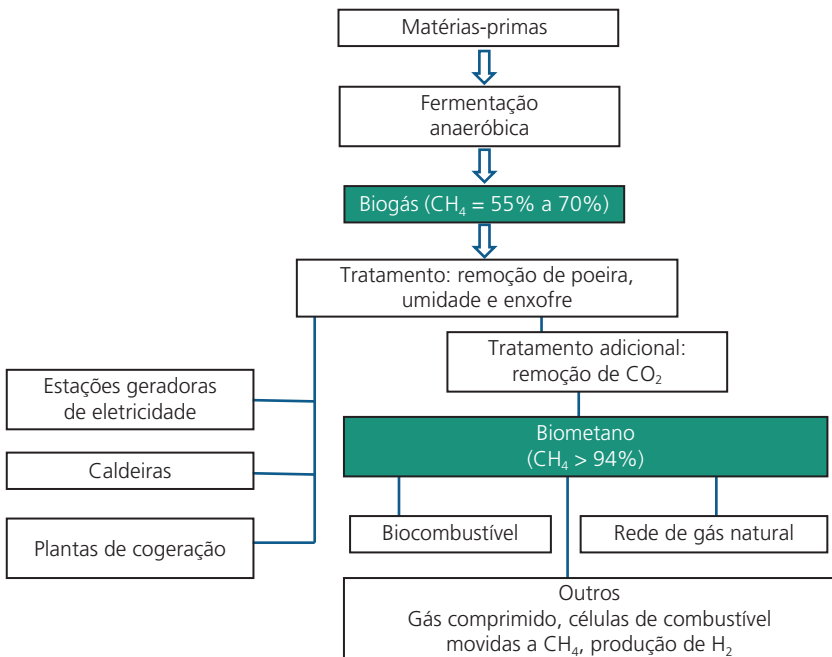 Matérias-primas
Fermentação
anaeróbica
Biogás (CH₄ = 55% a 70%)
Tratamento: remoção de poeira,
umidade e enxofre
Tratamento adicional:
remoção de CO₂
Estações geradoras
de eletricidade
Caldeiras
Plantas de cogeração
Biometano
(CH₄ > 94%)
Biocombustível
Rede de gás natural
Outros
Gás comprimido, células de combustível
movidas a CH₄, produção de H₂